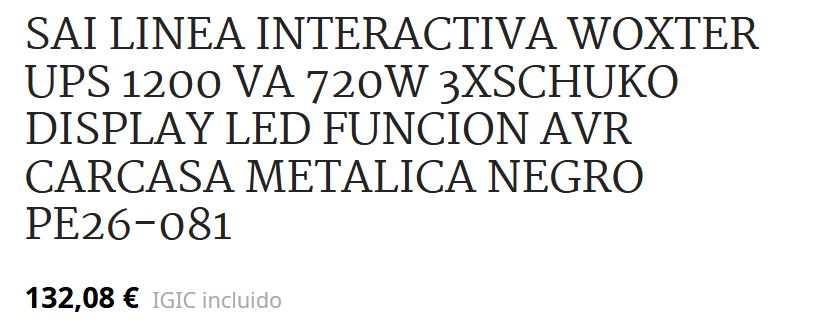 SAI LINEA INTERACTIVA WOXTER
UPS 1200 VA 720W 3XSCHUKO
DISPLAY LED FUNCION AVR
CARCASA METALICA NEGRO
PE26-081
132,08 € IGIC incluido